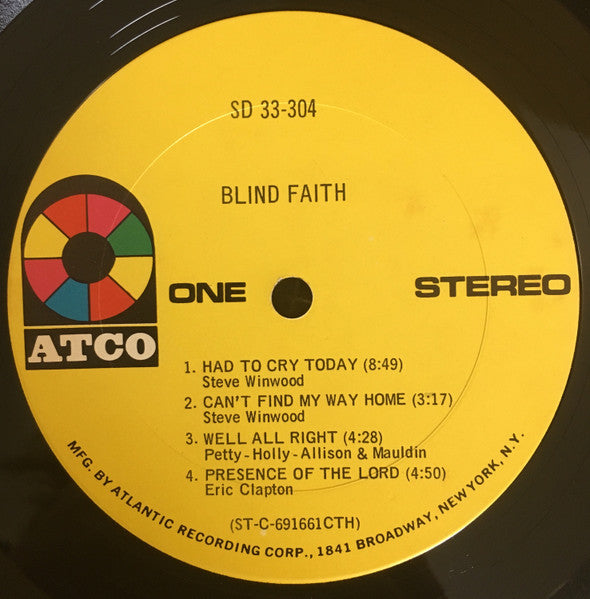 SD 33-304
BLIND FAITH
ONE
STEREO
ATCO
1. HAD TO CRY TODAY (8:49)
Steve Winwood
2. CAN'T FIND MY WAY HOME (3:17)
Steve Winwood
3. WELL ALL RIGHT (4:28)
Petty-Holly-Allison & Mauldin
4. PRESENCE OF THE LORD (4:50)
Eric Clapton
(ST-C-691661CTH)
MFG. BY ATLANTIC RECORDING CORP., 1841 BROADWAY, NEW YORK, N.Y.